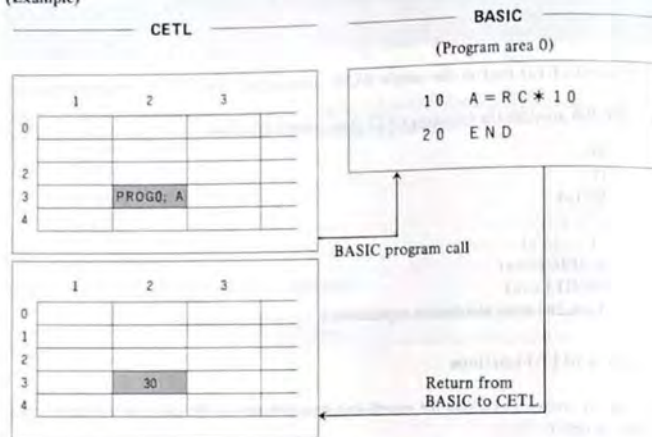 (Example)
CETL
BASIC
(Program area 0)
10 A=RC*10
20 END
1 2 3
0
2
3 PROG0; A
4
BASIC program call
1 2 3
0
1
2
3 30
4
Return from
BASIC to CETL